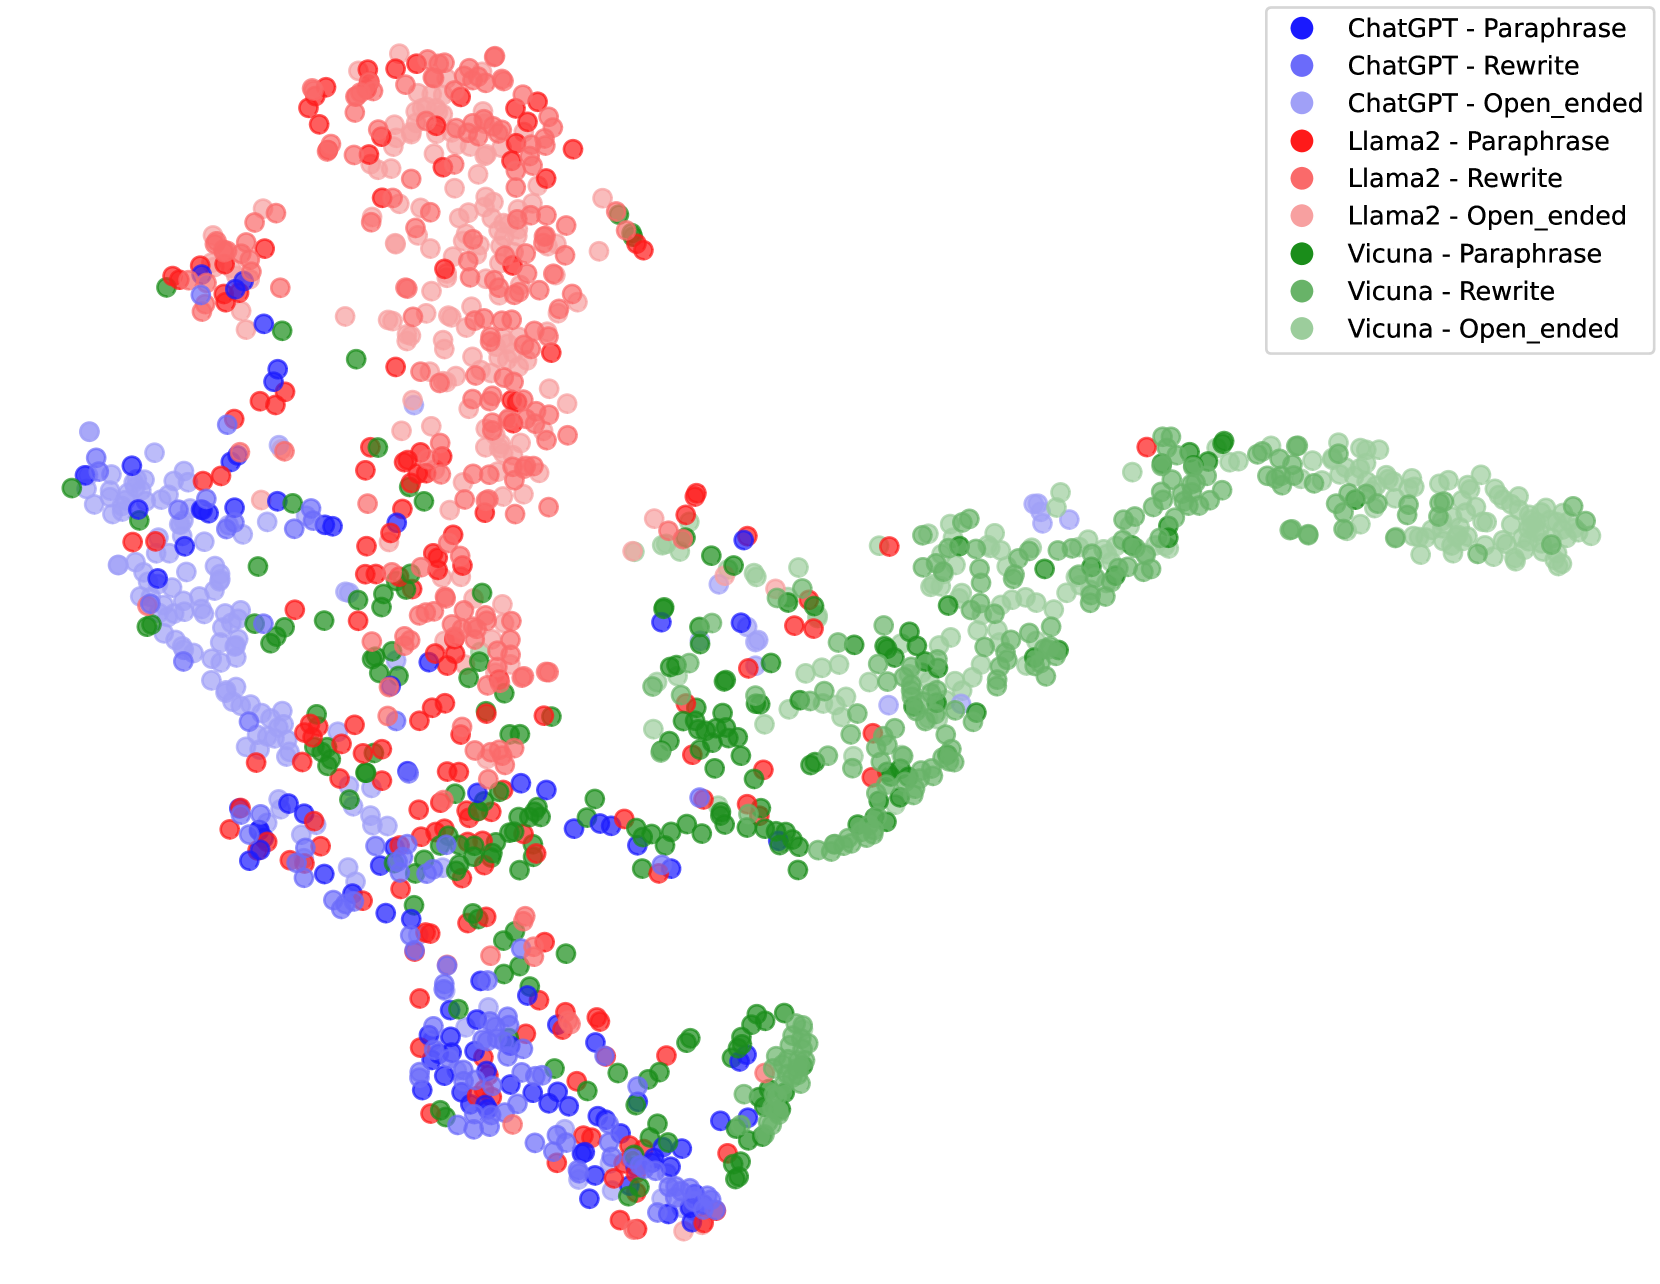 ChatGPT - Paraphrase
ChatGPT - Rewrite
ChatGPT - Open_ended
Llama2 - Paraphrase
Llama2 - Rewrite
Llama2 - Open_ended
Vicuna - Paraphrase
Vicuna - Rewrite
Vicuna - Open_ended